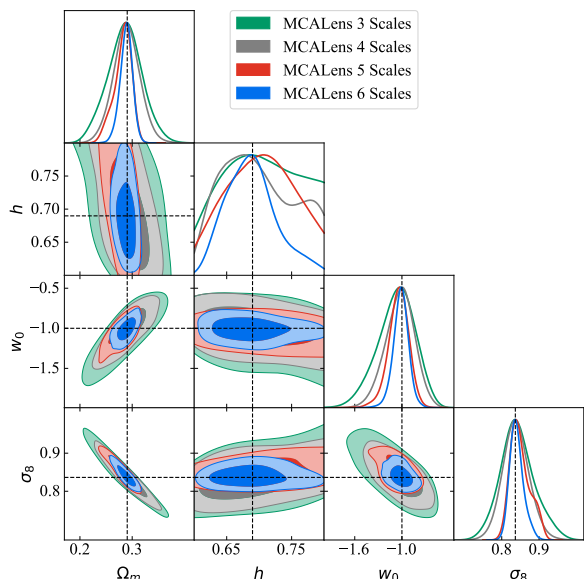 MCALens 3 Scales
MCALens 4 Scales
MCALens 5 Scales
MCALens 6 Scales
0.75
0.70
0.65
h
−0.5
−1.0
−1.5
w₀
0.9
0.8
σ₈
0.2 0.3 0.65 0.75 −1.6 −1.0 0.8 0.9
Ωₘ h w₀ σ₈